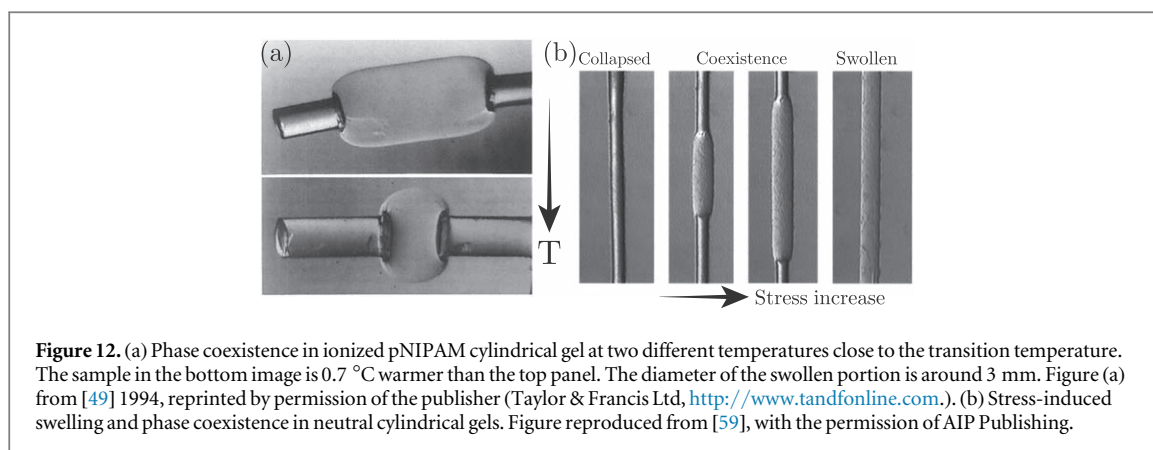 (a)
(b)
Collapsed
Coexistence
Swollen
T
Stress increase
Figure 12. (a) Phase coexistence in ionized pNIPAM cylindrical gel at two different temperatures close to the transition temperature.
The sample in the bottom image is 0.7 °C warmer than the top panel. The diameter of the swollen portion is around 3 mm. Figure (a)
from [49] 1994, reprinted by permission of the publisher (Taylor & Francis Ltd, http://www.tandfonline.com.). (b) Stress-induced
swelling and phase coexistence in neutral cylindrical gels. Figure reproduced from [59], with the permission of AIP Publishing.